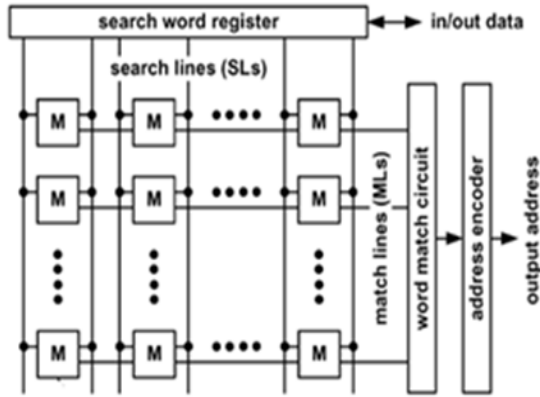 search word register
in/out data
search lines (SLs)
M M M
M M M
M M M
match lines (MLs)
word match circuit
address encoder
output address